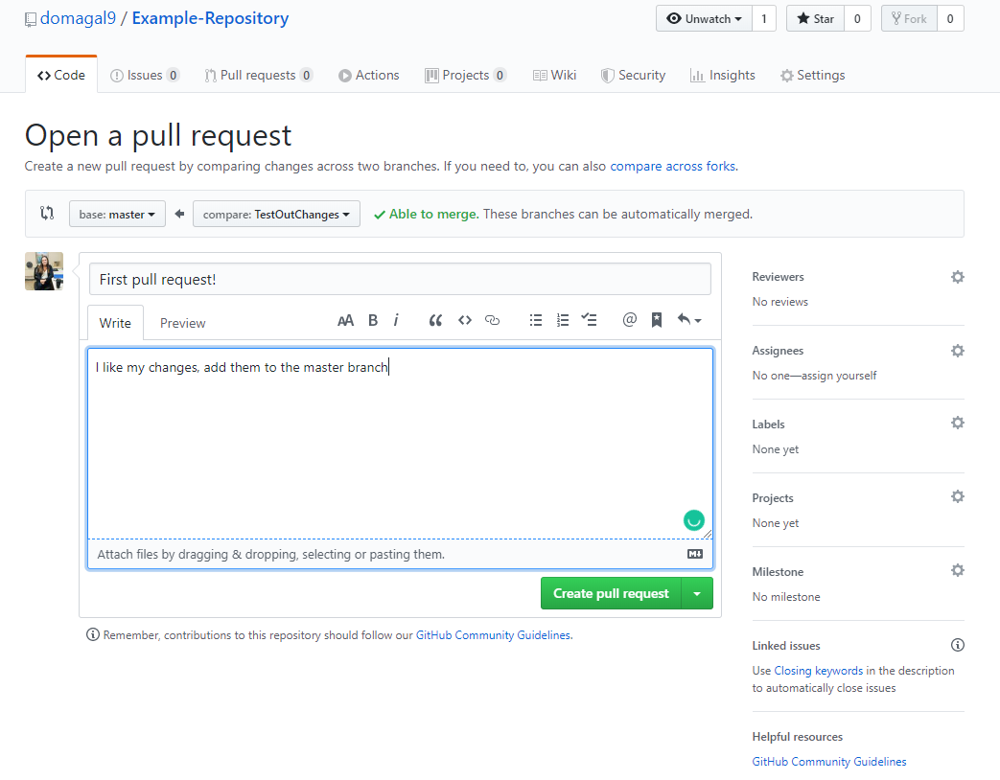 domagal9 / Example-Repository
Unwatch 1 Star 0 Fork 0
Code Issues 0 Pull requests 0 Actions Projects 0 Wiki Security Insights Settings
Open a pull request
Create a new pull request by comparing changes across two branches. If you need to, you can also compare across forks.
base: master compare: TestOutChanges Able to merge. These branches can be automatically merged.
First pull request!
Write Preview AA B i @
I like my changes, add them to the master branch
Attach files by dragging & dropping, selecting or pasting them. M
Create pull request
Remember, contributions to this repository should follow our GitHub Community Guidelines.
Reviewers
No reviews
Assignees
No one—assign yourself
Labels
None yet
Projects
None yet
Milestone
No milestone
Linked issues
Use Closing keywords in the description
to automatically close issues
Helpful resources
GitHub Community Guidelines